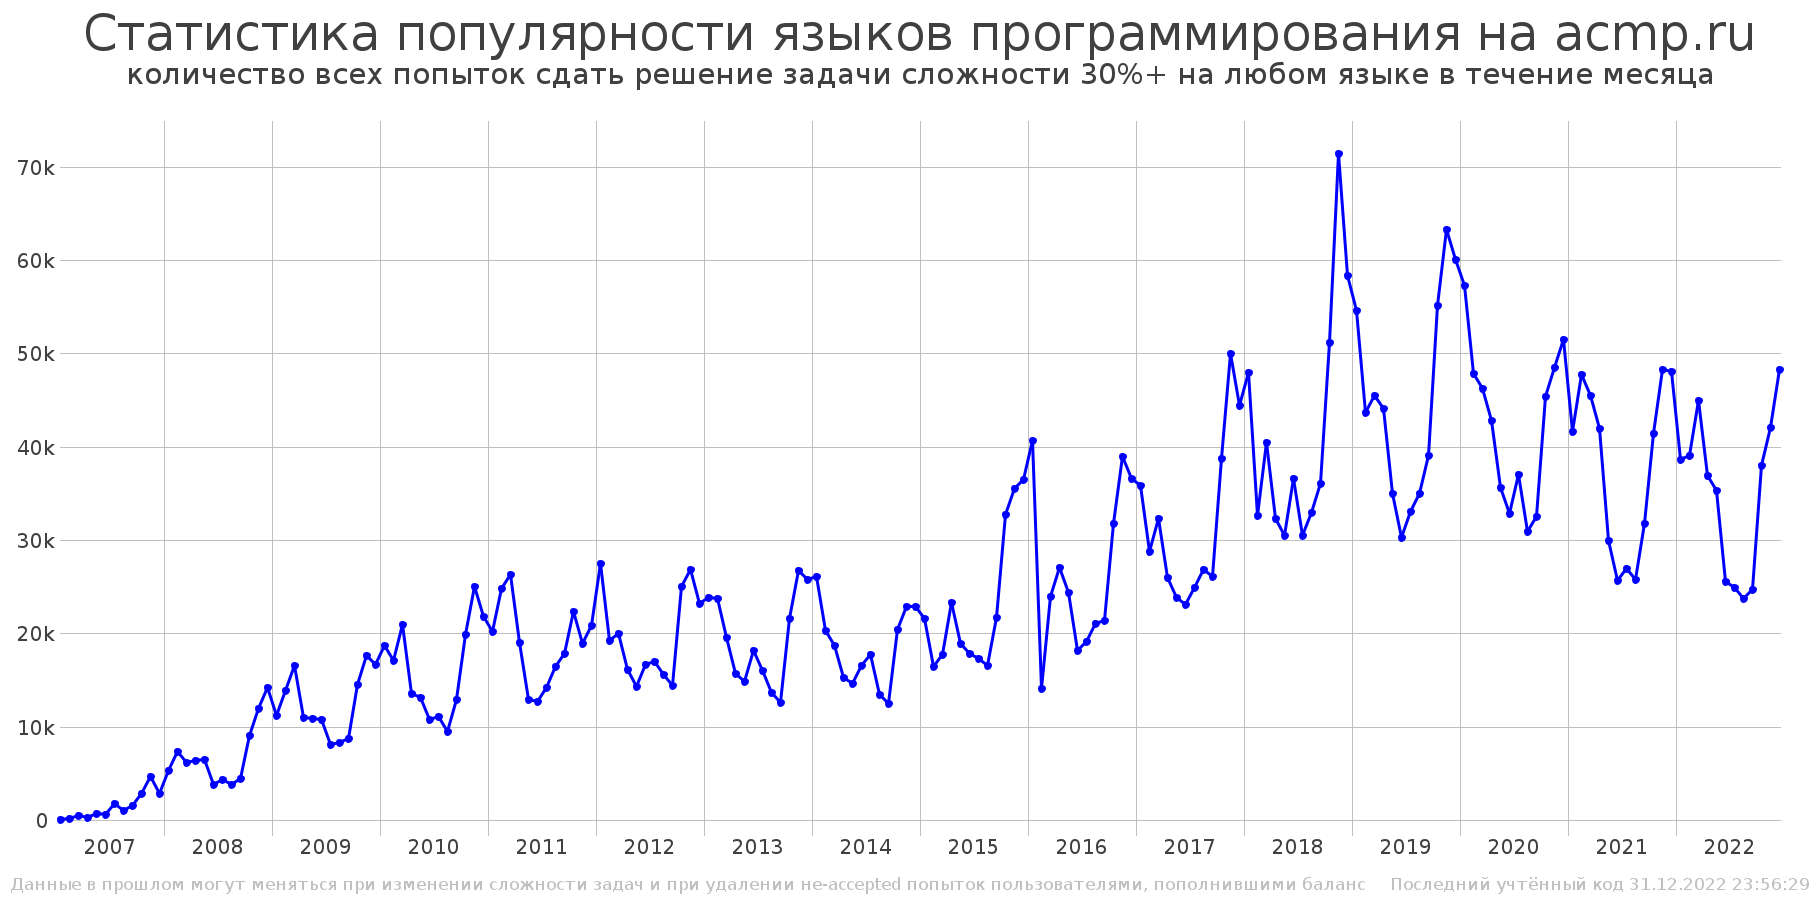 Статистика популярности языков программирования на acmp.ru
количество всех попыток сдать решение задачи сложности 30%+ на любом языке в течение месяца
70k
60k
50k
40k
30k
20k
10k
0
2007 2008 2009 2010 2011 2012 2013 2014 2015 2016 2017 2018 2019 2020 2021 2022
Данные в прошлом могут меняться при изменении сложности задач и при удалении не-accepted попыток пользователями, пополнившими баланс Последний учтённый код 31.12.2022 23:56:29